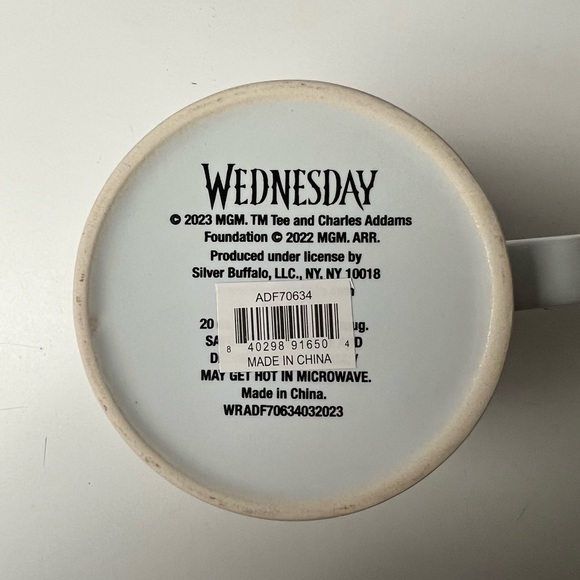 WEDNESDAY
© 2023 MGM. TM Tee and Charles Addams
Foundation © 2022 MGM. ARR.
Produced under license by
Silver Buffalo, LLC., NY. NY 10018
ADF70634
20
8 40298 91650 4
MADE IN CHINA
MAY GET HOT IN MICROWAVE.
Made in China.
WRADF70634032023